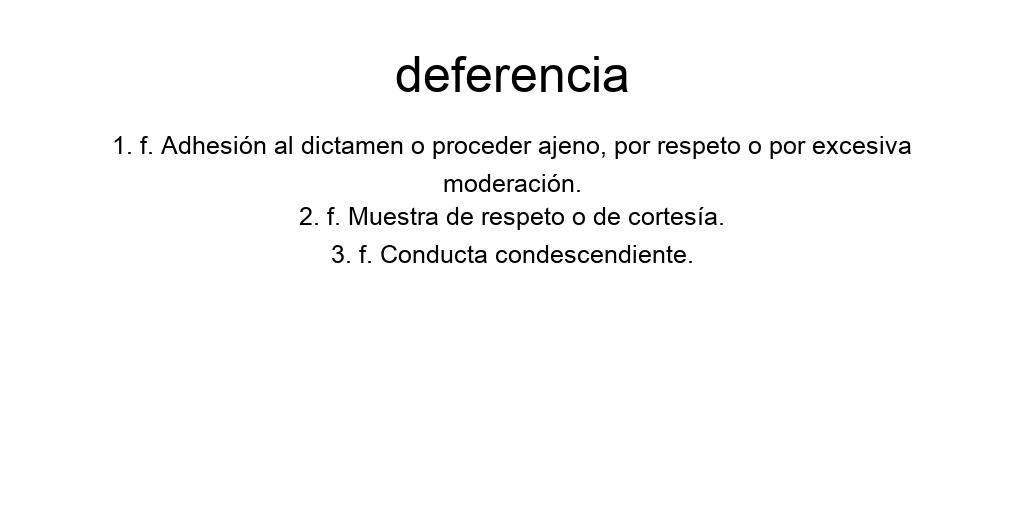 deferencia
1. f. Adhesión al dictamen o proceder ajeno, por respeto o por excesiva
moderación.
2. f. Muestra de respeto o de cortesía.
3. f. Conducta condescendiente.